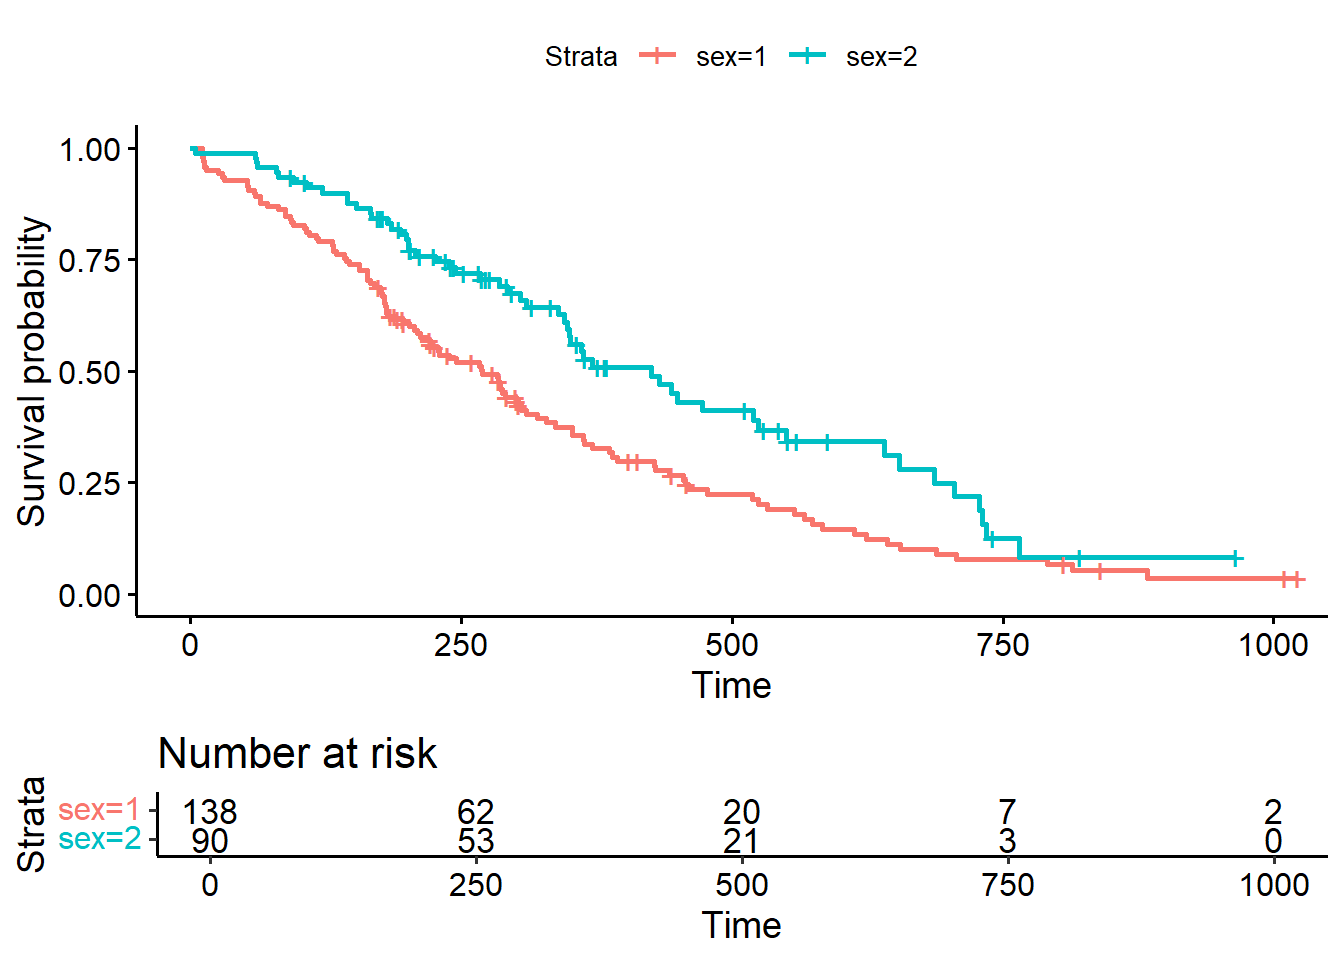 Strata sex=1 sex=2
Survival probability
1.00
0.75
0.50
0.25
0.00
0 250 500 750 1000
Time
Number at risk
Strata
sex=1 138 62 20 7 2
sex=2 90 53 21 3 0
0 250 500 750 1000
Time